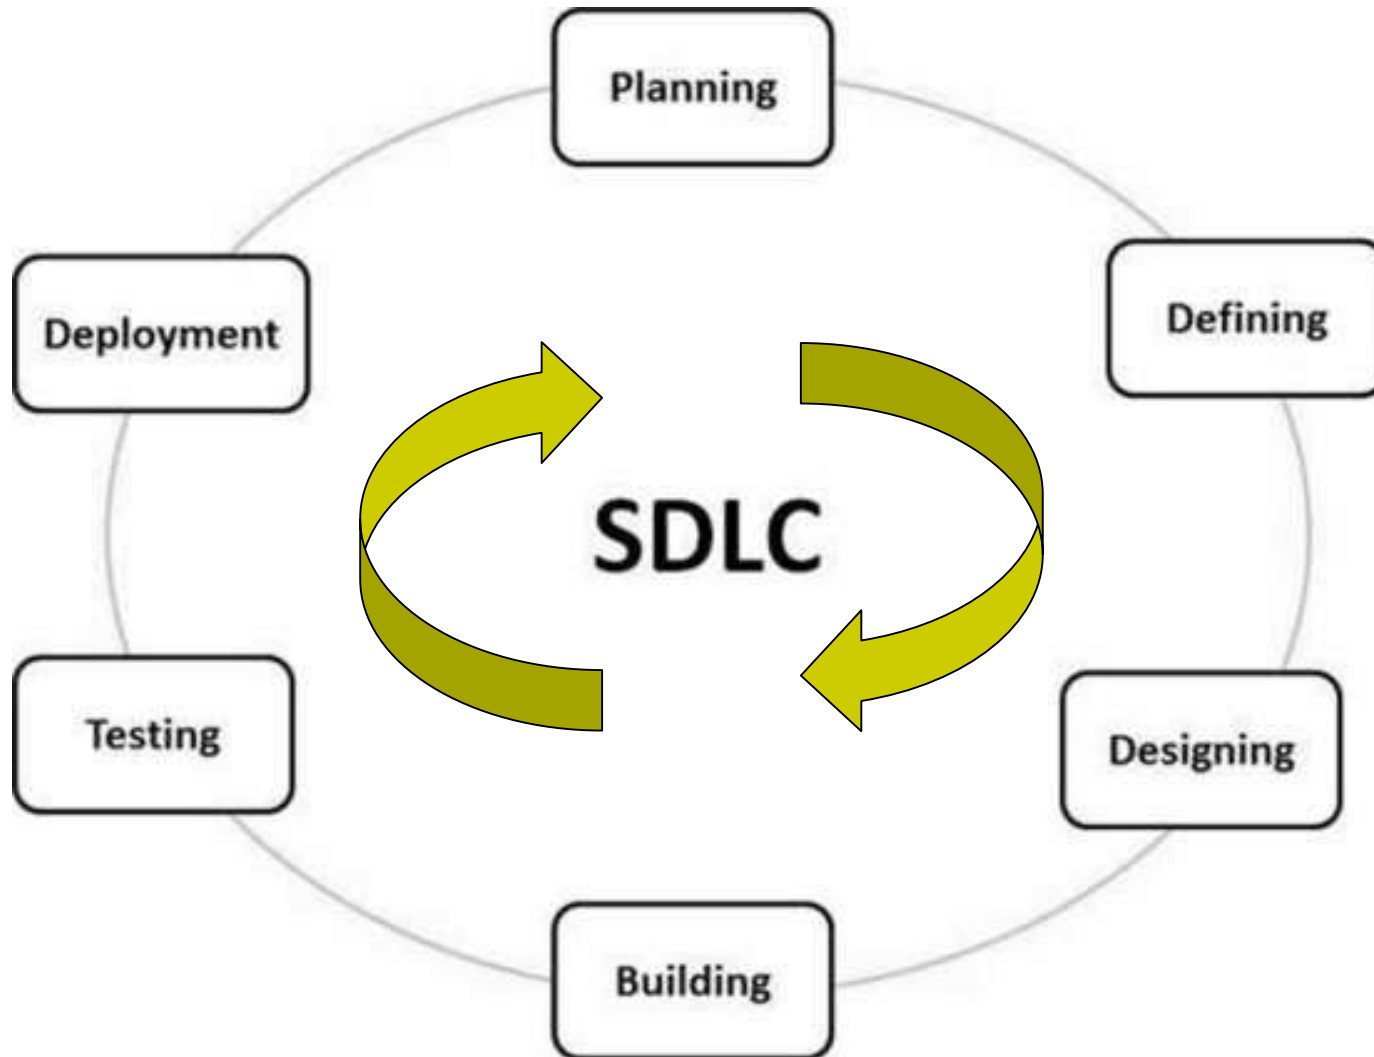 Planning
Deployment
Defining
SDLC
Testing
Designing
Building